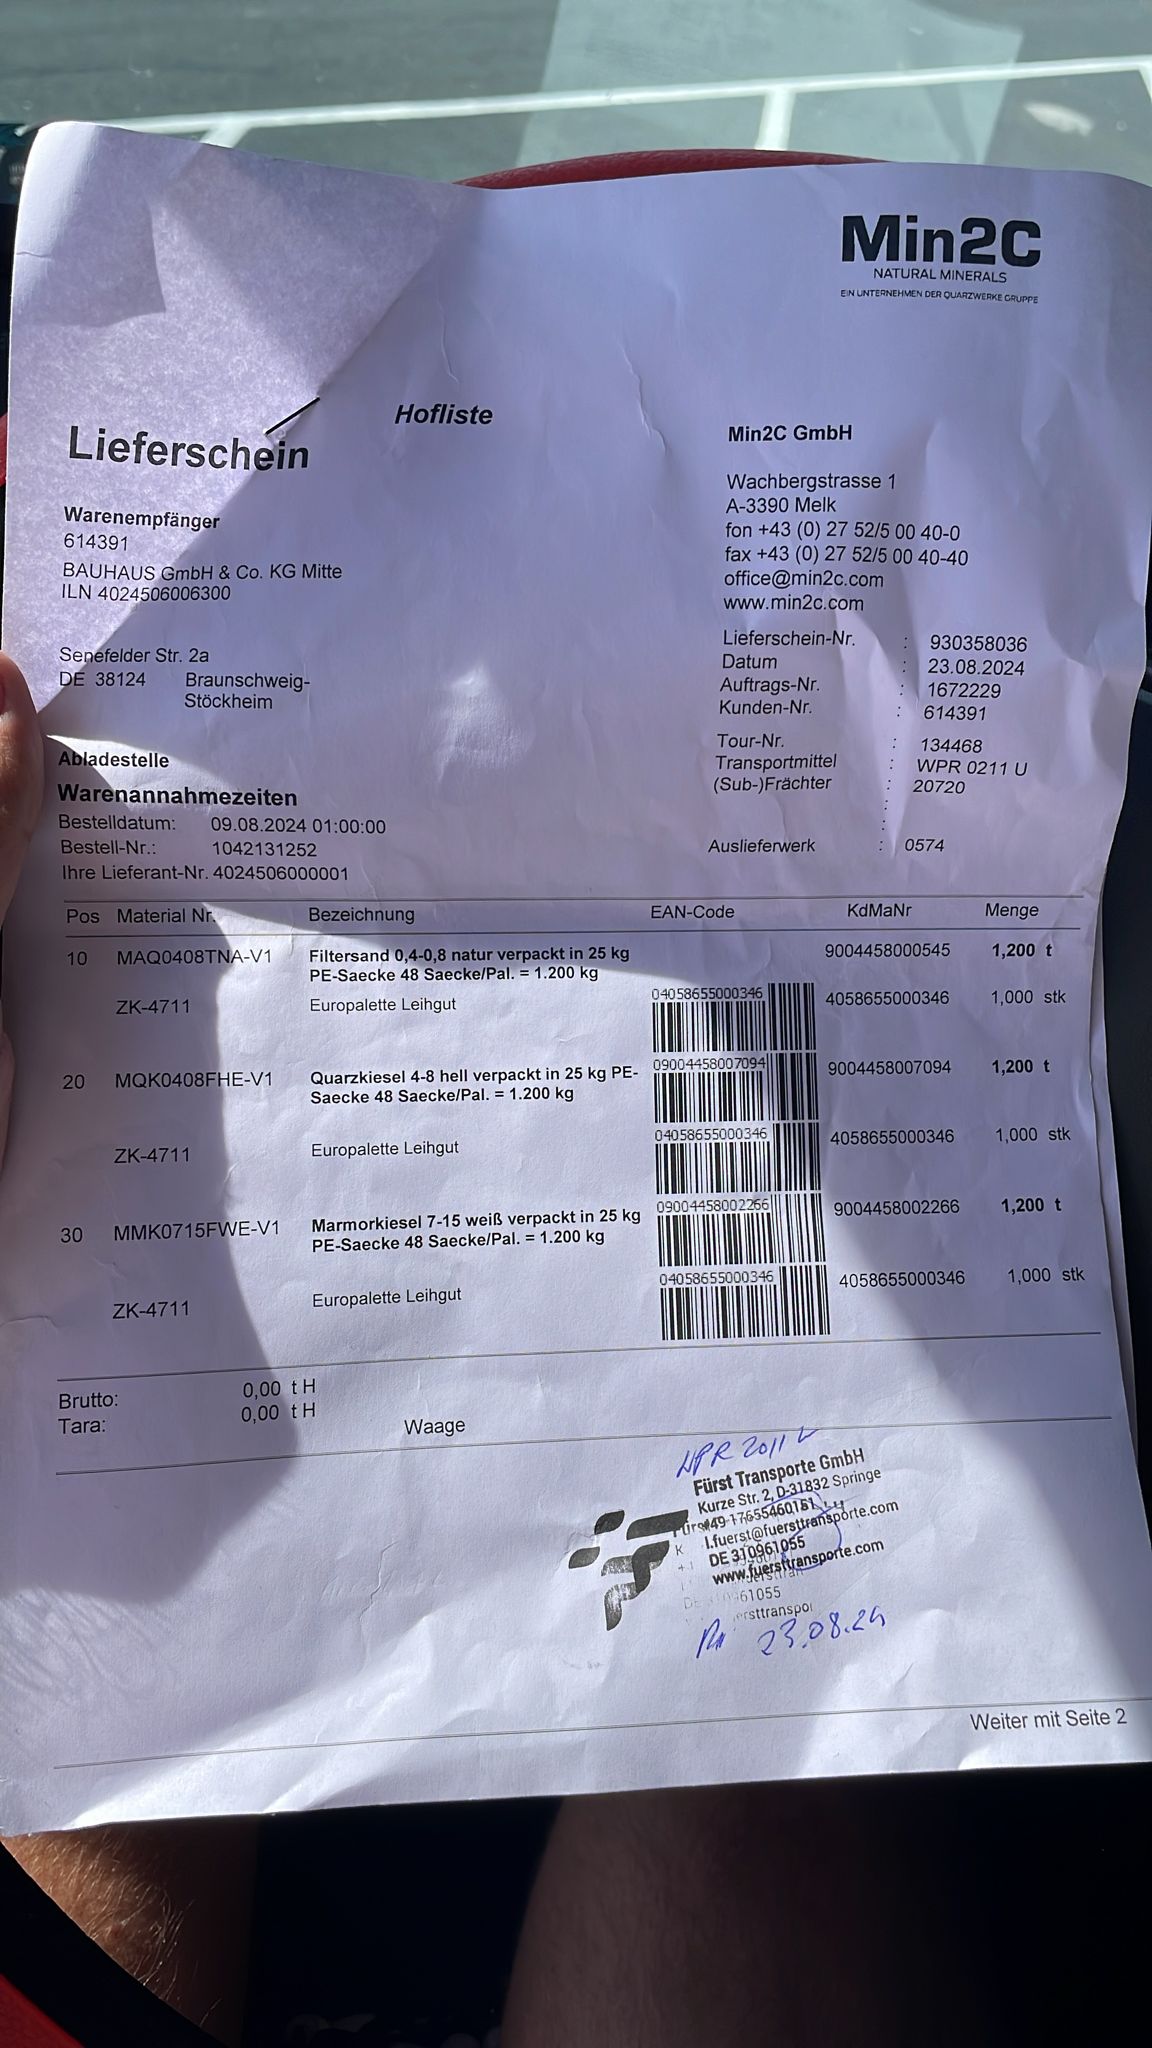 Min2C
NATURAL MINERALS
EIN UNTERNEHMEN DER QUARZWERKE GRUPPE
Hofliste
Lieferschein
Min2C GmbH
Wachbergstrasse 1
A-3390 Melk
fon +43 (0) 27 52/5 00 40-0
fax +43 (0) 27 52/5 00 40-40
office@min2c.com
www.min2c.com
Warenempfänger
614391
BAUHAUS GmbH & Co. KG Mitte
ILN 4024506006300
Senefelder Str. 2a
DE 38124 Braunschweig-
Stöckheim
Lieferschein-Nr. : 930358036
Datum : 23.08.2024
Auftrags-Nr. : 1672229
Kunden-Nr. : 614391
Tour-Nr. : 134468
Transportmittel : WPR 0211 U
(Sub-)Frächter : 20720
:
:
Auslieferwerk : 0574
Abladestelle
Warenannahmezeiten
Bestelldatum: 09.08.2024 01:00:00
Bestell-Nr.: 1042131252
Ihre Lieferant-Nr. 4024506000001
Pos Material Nr. Bezeichnung EAN-Code KdMaNr Menge
10 MAQ0408TNA-V1 Filtersand 0,4-0,8 natur verpackt in 25 kg 9004458000545 1,200 t
PE-Saecke 48 Saecke/Pal. = 1.200 kg
ZK-4711 Europalette Leihgut 04058655000346 4058655000346 1,000 stk
20 MQK0408FHE-V1 Quarzkiesel 4-8 hell verpackt in 25 kg PE- 09004458007094 9004458007094 1,200 t
Saecke 48 Saecke/Pal. = 1.200 kg
ZK-4711 Europalette Leihgut 04058655000346 4058655000346 1,000 stk
30 MMK0715FWE-V1 Marmorkiesel 7-15 weiß verpackt in 25 kg 09004458002266 9004458002266 1,200 t
PE-Saecke 48 Saecke/Pal. = 1.200 kg
ZK-4711 Europalette Leihgut 04058655000346 4058655000346 1,000 stk
Brutto: 0,00 t H
Tara: 0,00 t H
Waage
Fürst Transporte GmbH
Kurze Str. 2, D-31832 Springe
l.fuerst@fuersttransporte.com
DE 310961055
www.fuersttransporte.com
23.08.24
Weiter mit Seite 2